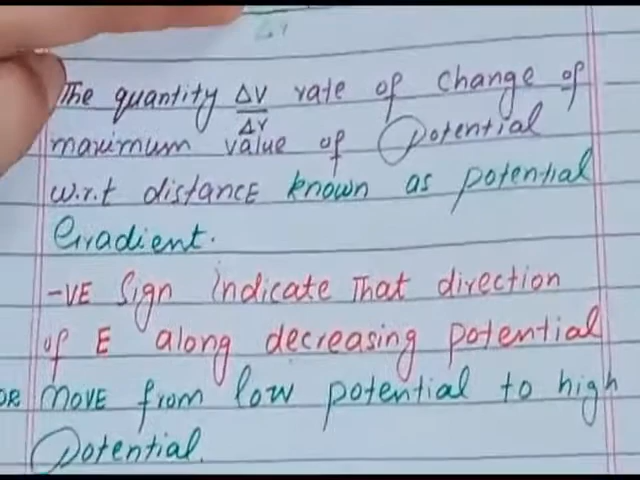 The quantity ΔV/Δr rate of change of
maximum value of Potential
w.r.t distance known as potential
Gradient.
-VE Sign indicate That direction
of E along decreasing potential
OR MOVE from low potential to high
Potential.